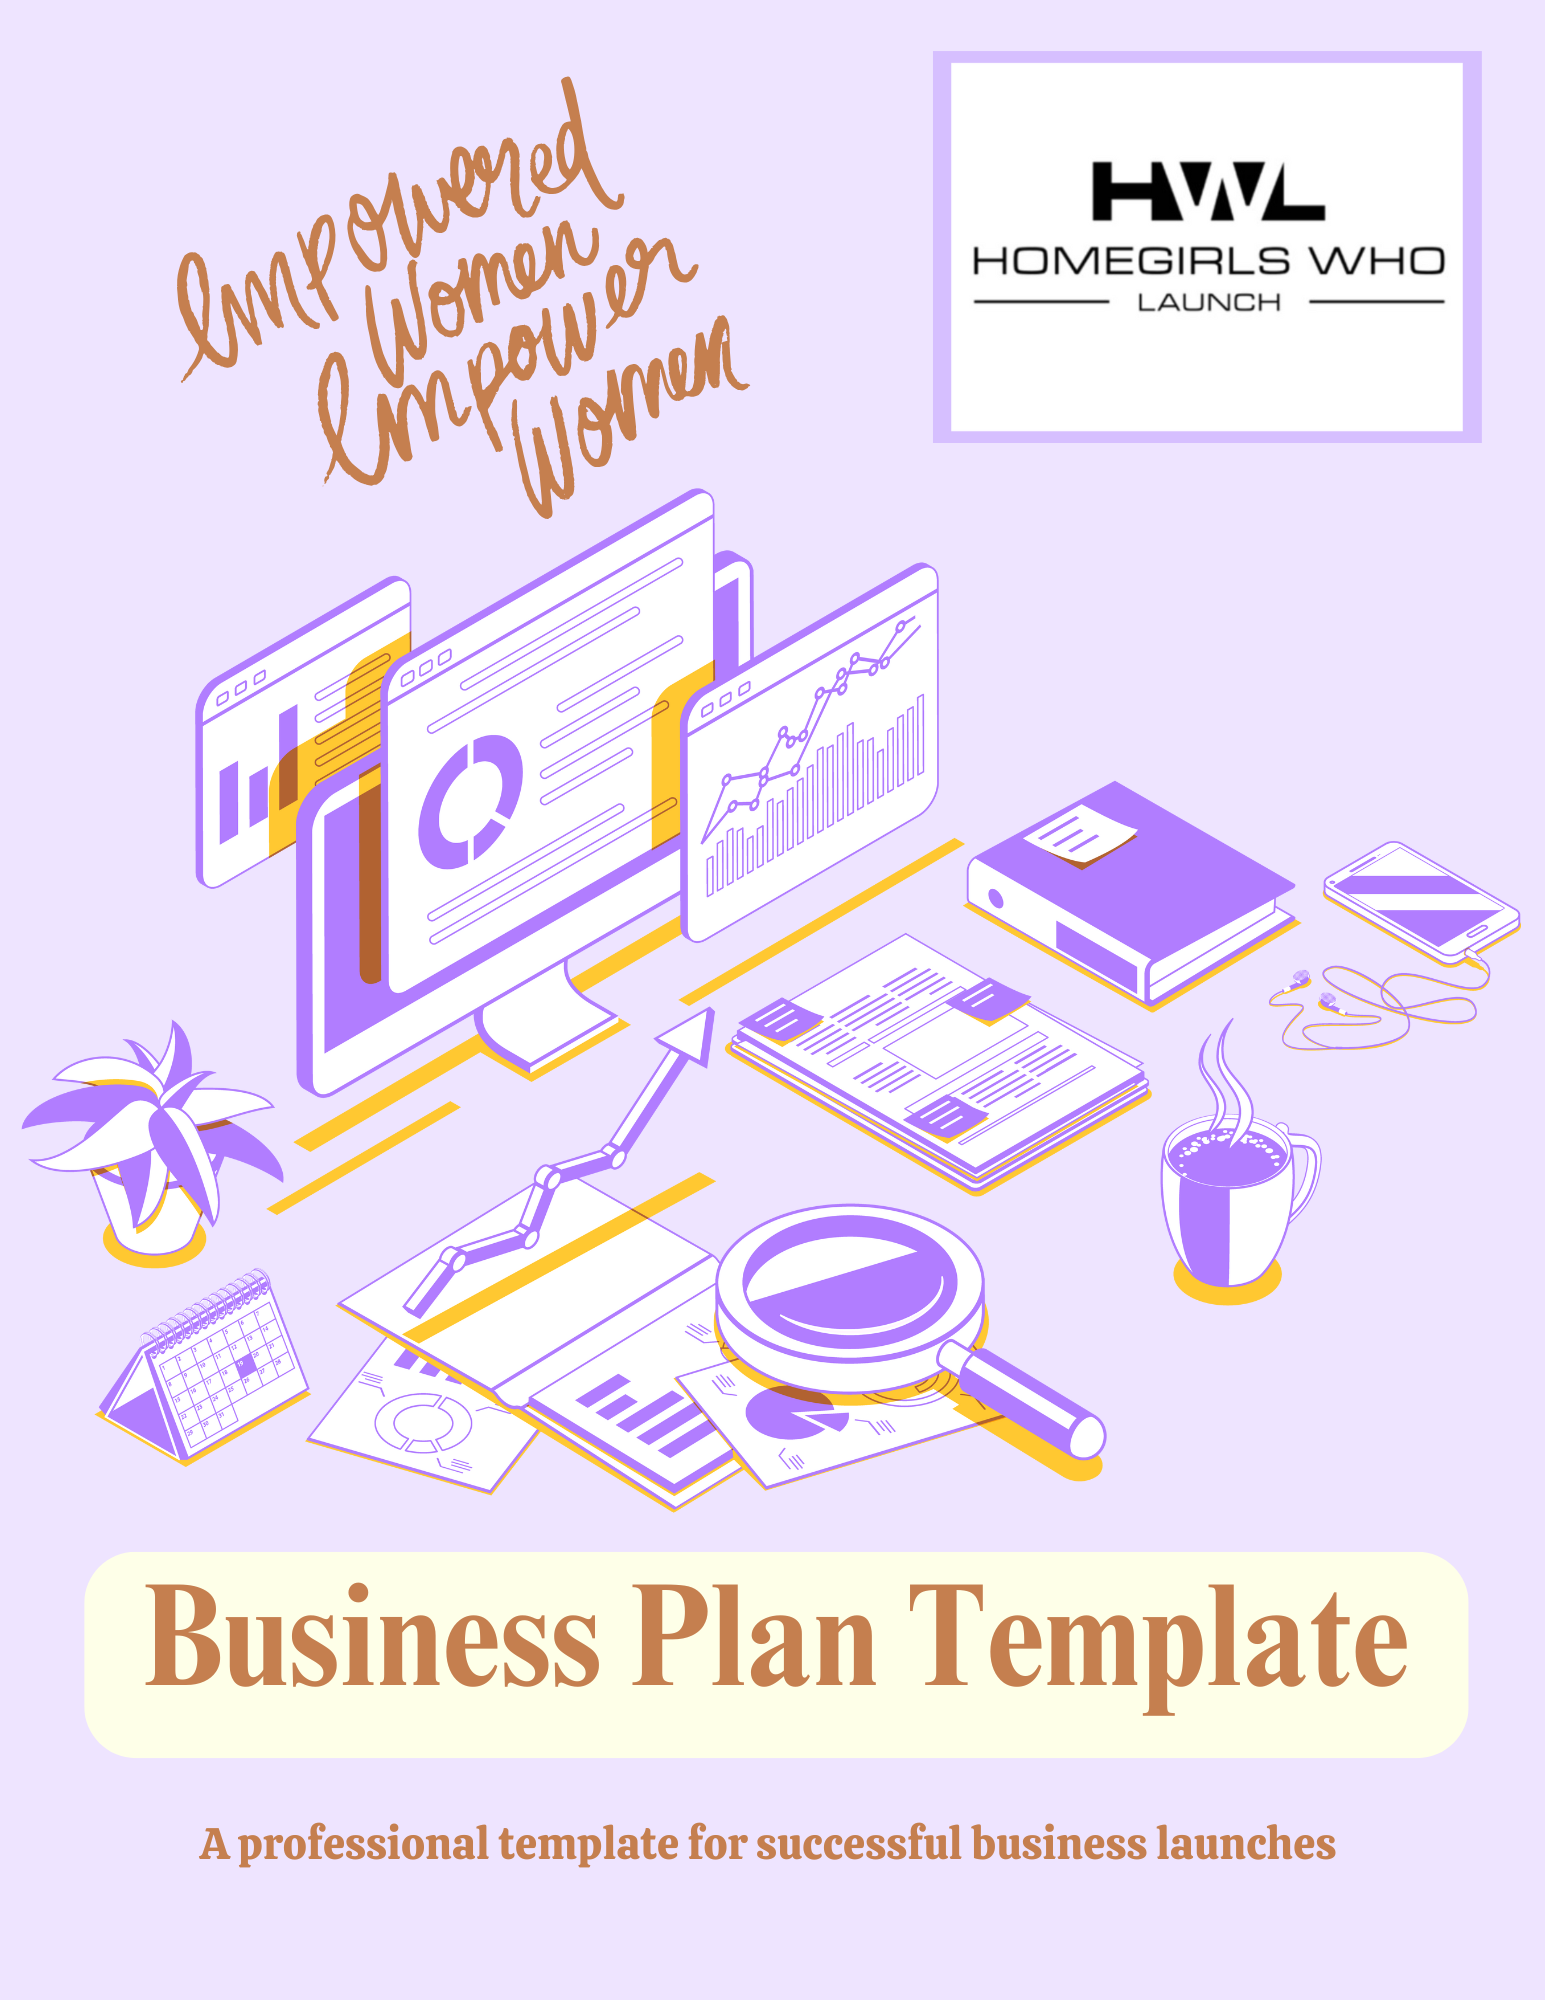 Empowered
Women
Empower
Women
HWL
HOMEGIRLS WHO
LAUNCH
Business Plan Template
A professional template for successful business launches